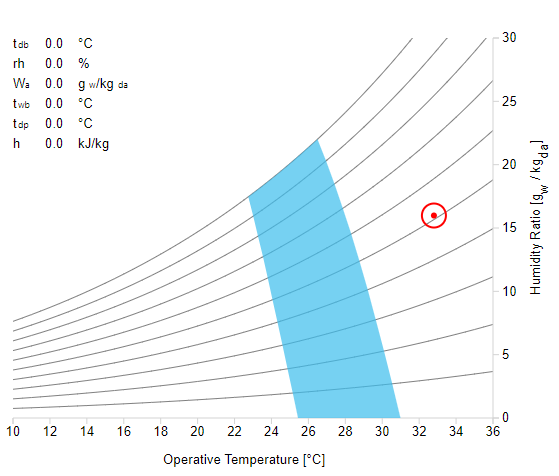 tdb 0.0 °C
rh 0.0 %
Wa 0.0 g w/kg da
twb 0.0 °C
tdp 0.0 °C
h 0.0 kJ/kg
30
25
20
15
10
5
0
Humidity Ratio [gw / kgda]
10 12 14 16 18 20 22 24 26 28 30 32 34 36
Operative Temperature [°C]